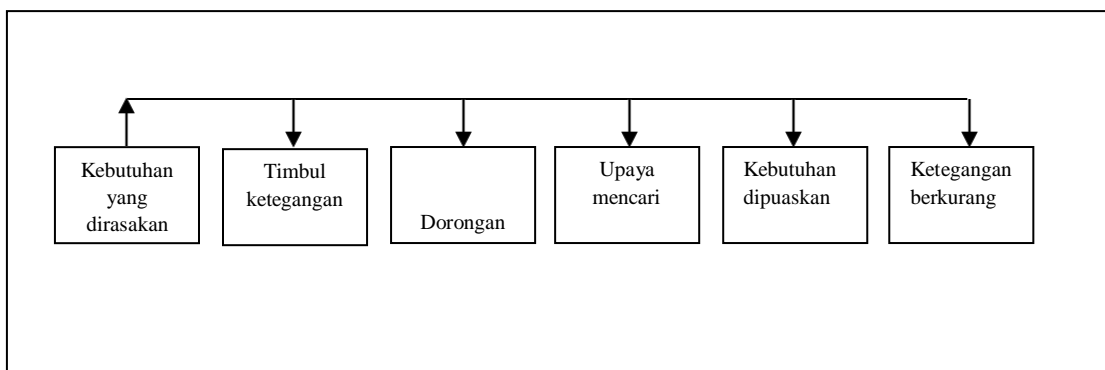 Kebutuhan
yang
dirasakan
Timbul
ketegangan
Dorongan
Upaya
mencari
Kebutuhan
dipuaskan
Ketegangan
berkurang